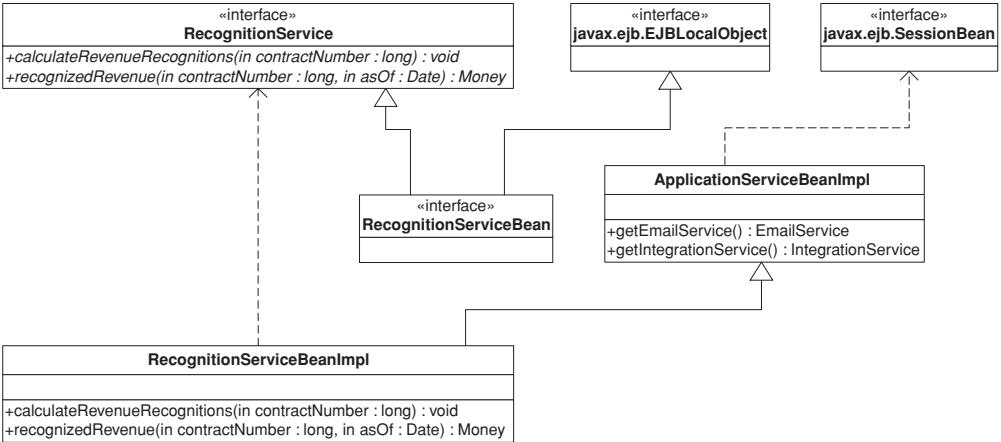 «interface»
RecognitionService
+calculateRevenueRecognitions(in contractNumber : long) : void
+recognizedRevenue(in contractNumber : long, in asOf : Date) : Money
«interface»
javax.ejb.EJBLocalObject
«interface»
javax.ejb.SessionBean
«interface»
RecognitionServiceBean
ApplicationServiceBeanImpl
+getEmailService() : EmailService
+getIntegrationService() : IntegrationService
RecognitionServiceBeanImpl
+calculateRevenueRecognitions(in contractNumber : long) : void
+recognizedRevenue(in contractNumber : long, in asOf : Date) : Money